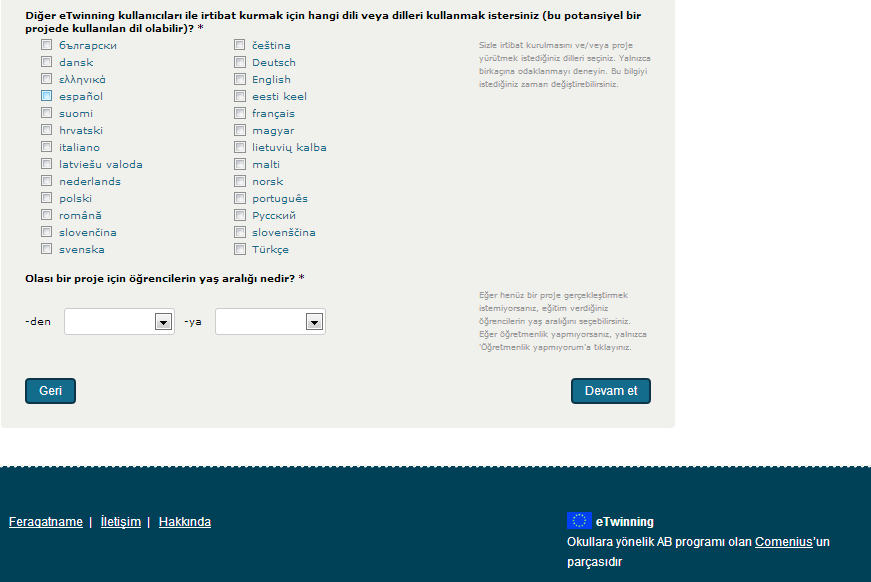 Diğer eTwinning kullanıcıları ile irtibat kurmak için hangi dili veya dilleri kullanmak istersiniz (bu potansiyel bir
projede kullanılan dil olabilir)? *
български
čeština
dansk
Deutsch
ελληνικά
English
español
eesti keel
suomi
français
hrvatski
magyar
italiano
lietuvių kalba
latviešu valoda
malti
nederlands
norsk
polski
português
română
Русский
slovenčina
slovenščina
svenska
Türkçe
Sizle irtibat kurulmasını ve/veya proje
yürütmek istediğiniz dilleri seçiniz. Yalnızca
birkaçına odaklanmayı deneyin. Bu bilgiyi
istediğiniz zaman değiştirebilirsiniz.
Olası bir proje için öğrencilerin yaş aralığı nedir? *
-den
-ya
Eğer henüz bir proje gerçekleştirmek
istemiyorsanız, eğitim verdiğiniz
öğrencilerin yaş aralığını seçebilirsiniz.
Eğer öğretmenlik yapmıyorsanız, yalnızca
'Öğretmenlik yapmıyorum'a tıklayınız.
Geri
Devam et
Feragatname | İletişim | Hakkında
eTwinning
Okullara yönelik AB programı olan Comenius'un
parçasıdır